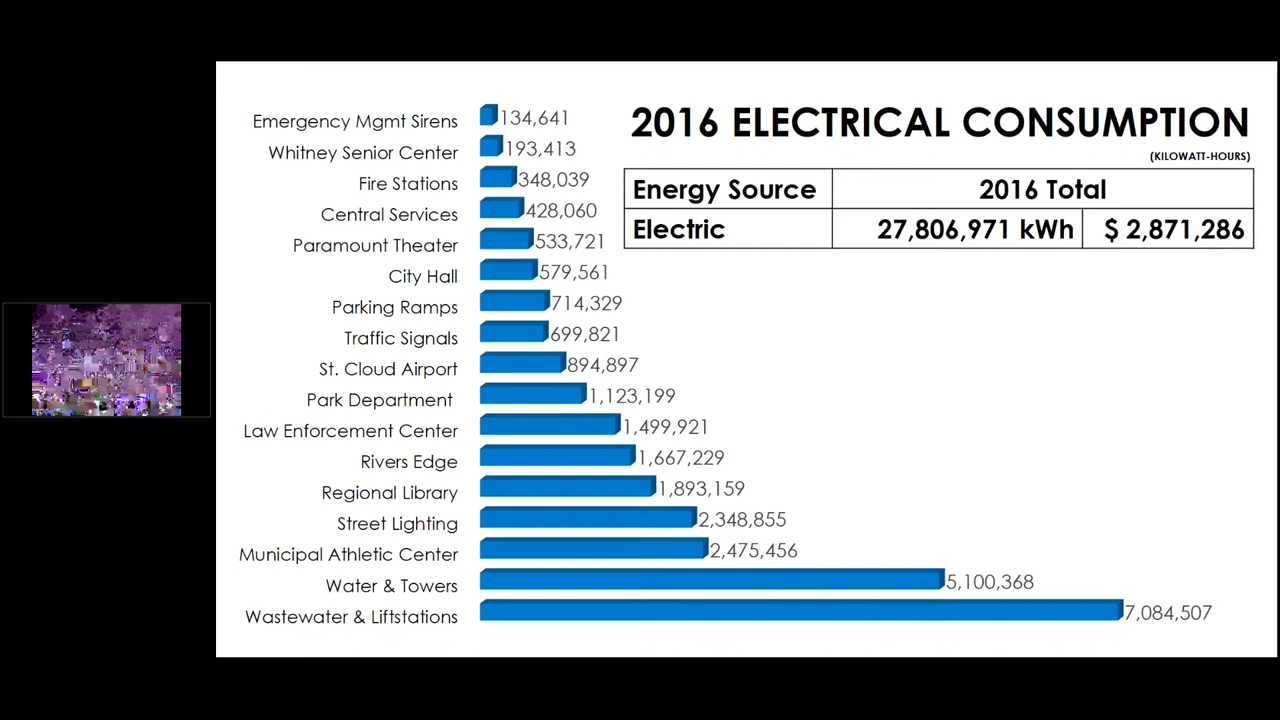 2016 ELECTRICAL CONSUMPTION
(KILOWATT-HOURS)
Energy Source 2016 Total
Electric 27,806,971 kWh $ 2,871,286
Emergency Mgmt Sirens 134,641
Whitney Senior Center 193,413
Fire Stations 348,039
Central Services 428,060
Paramount Theater 533,721
City Hall 579,561
Parking Ramps 714,329
Traffic Signals 699,821
St. Cloud Airport 894,897
Park Department 1,123,199
Law Enforcement Center 1,499,921
Rivers Edge 1,667,229
Regional Library 1,893,159
Street Lighting 2,348,855
Municipal Athletic Center 2,475,456
Water & Towers 5,100,368
Wastewater & Liftstations 7,084,507